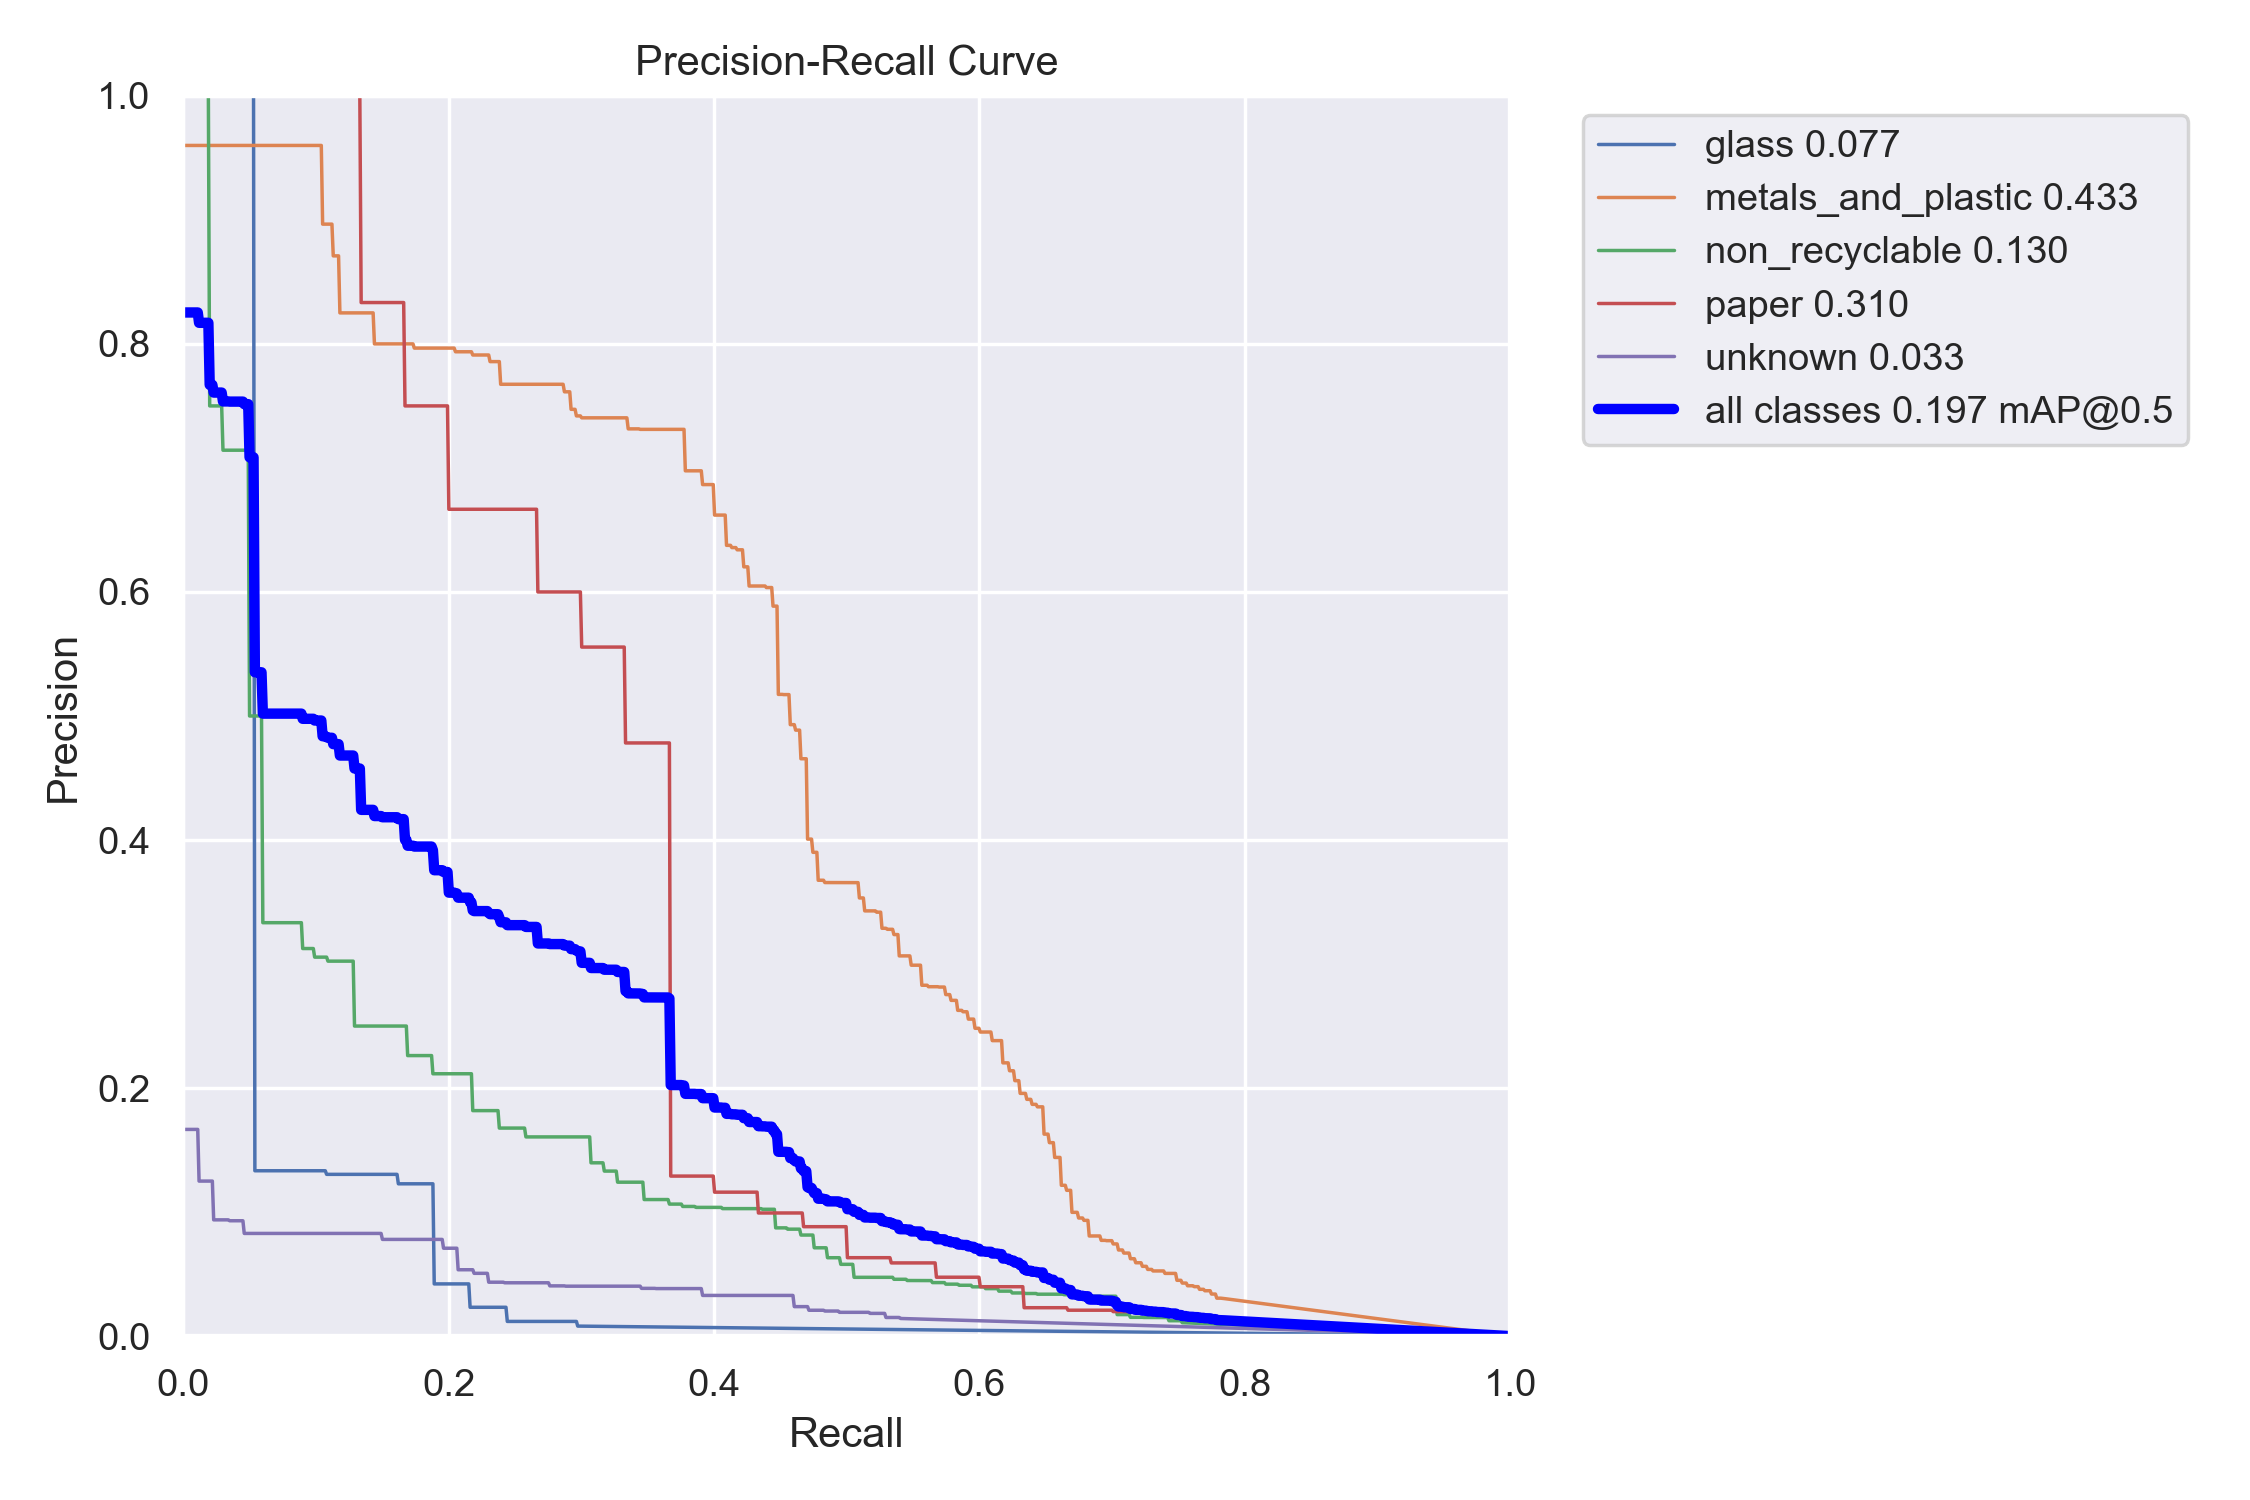 Precision-Recall Curve
1.0
0.8
0.6
0.4
0.2
0.0
Precision
0.0 0.2 0.4 0.6 0.8 1.0
Recall
glass 0.077
metals_and_plastic 0.433
non_recyclable 0.130
paper 0.310
unknown 0.033
all classes 0.197 mAP@0.5